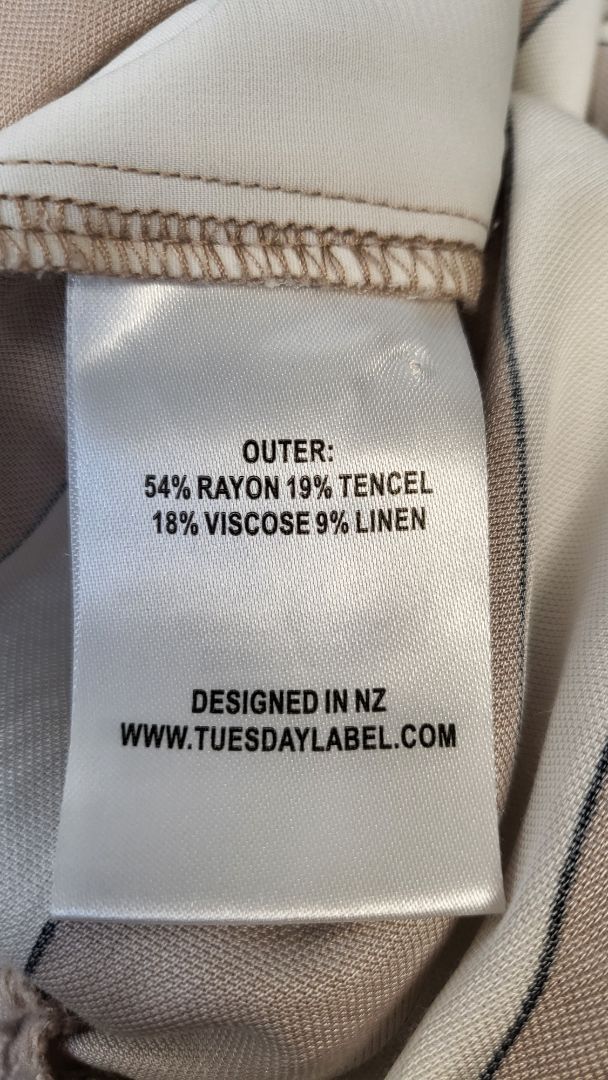 OUTER:
54% RAYON 19% TENCEL
18% VISCOSE 9% LINEN
DESIGNED IN NZ
WWW.TUESDAYLABEL.COM